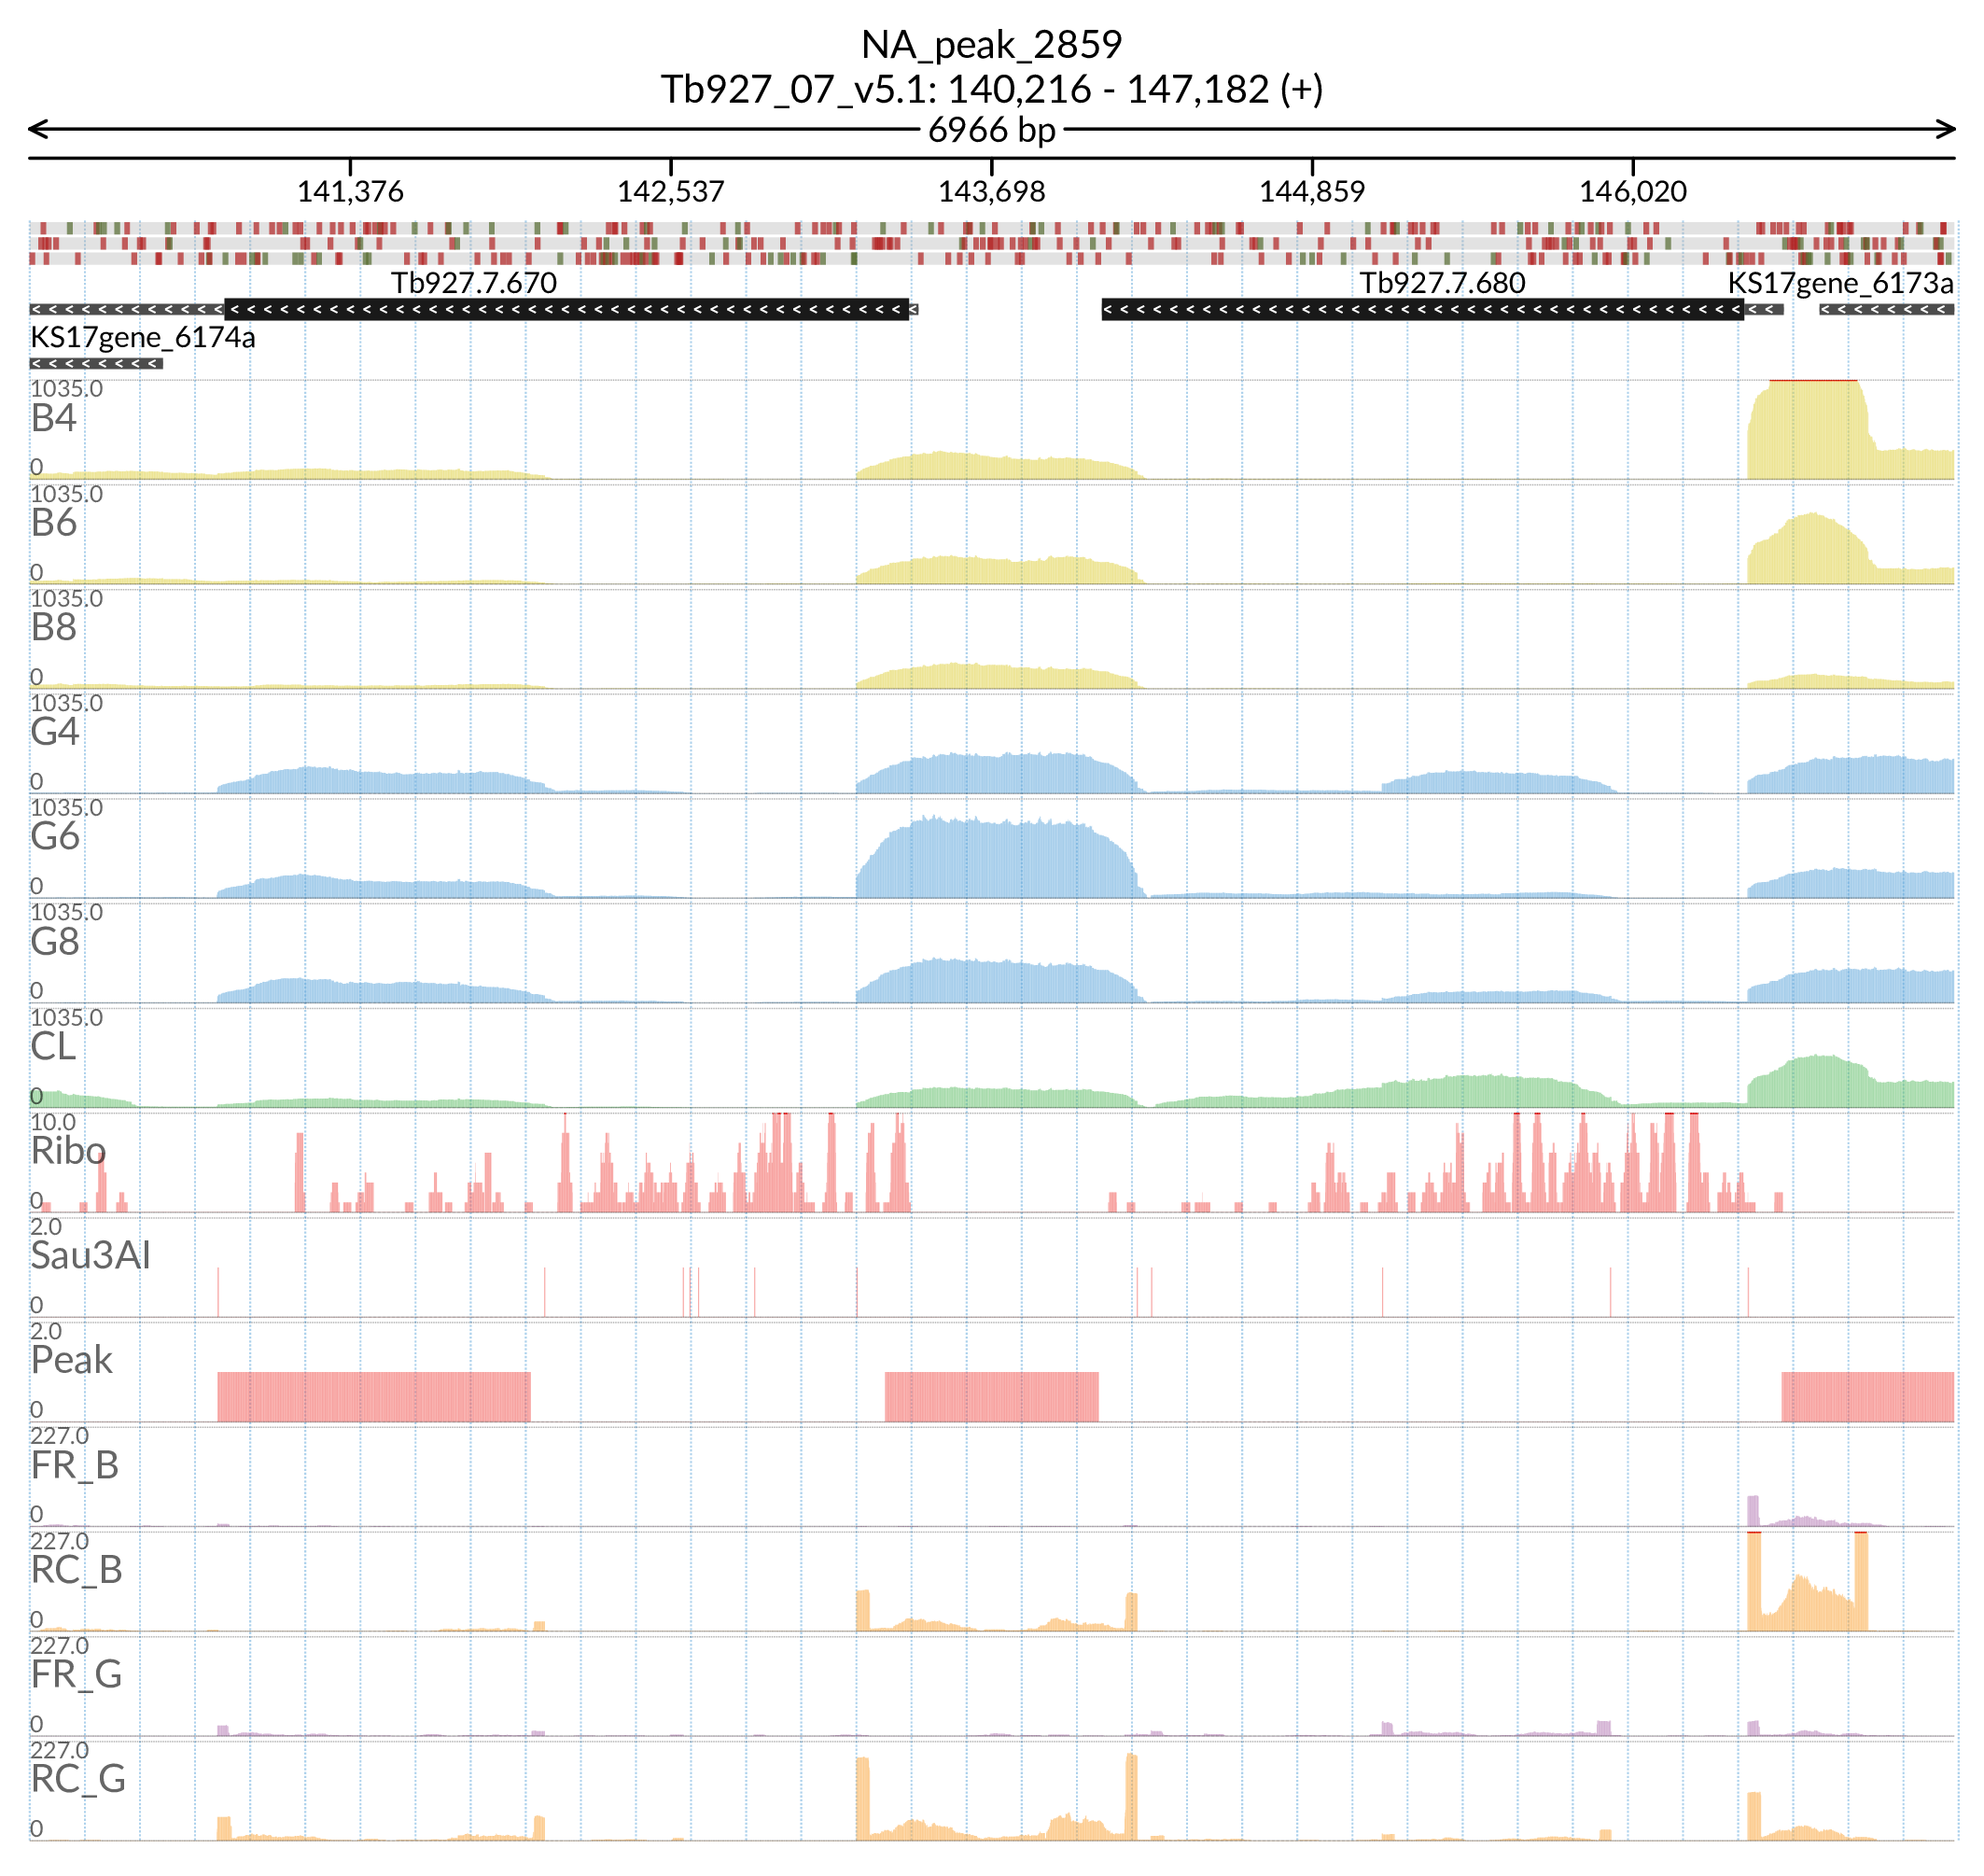 NA_peak_2859
Tb927_07_v5.1: 140,216 - 147,182 (+)
6966 bp
141,376 142,537 143,698 144,859 146,020
Tb927.7.670 Tb927.7.680 KS17gene_6173a
KS17gene_6174a
1035.0
B4
0
1035.0
B6
0
1035.0
B8
0
1035.0
G4
0
1035.0
G6
0
1035.0
G8
0
1035.0
CL
0
10.0
Ribo
0
2.0
Sau3AI
0
2.0
Peak
0
227.0
FR_B
0
227.0
RC_B
0
227.0
FR_G
0
227.0
RC_G
0